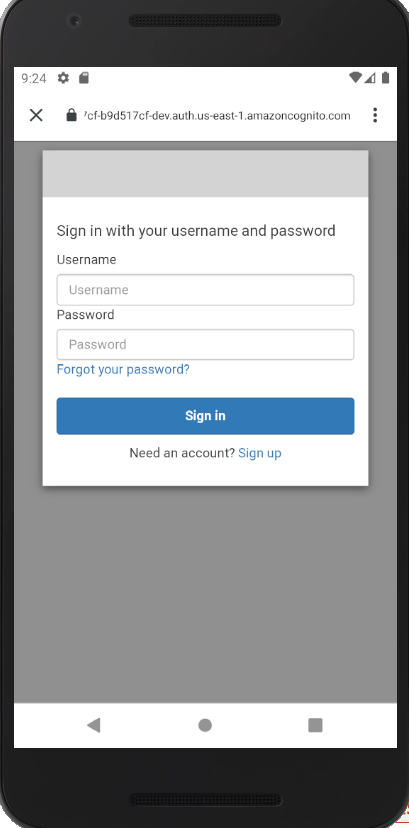 9:24
7cf-b9d517cf-dev.auth.us-east-1.amazoncognito.com
Sign in with your username and password
Username
Username
Password
Password
Forgot your password?
Sign in
Need an account? Sign up